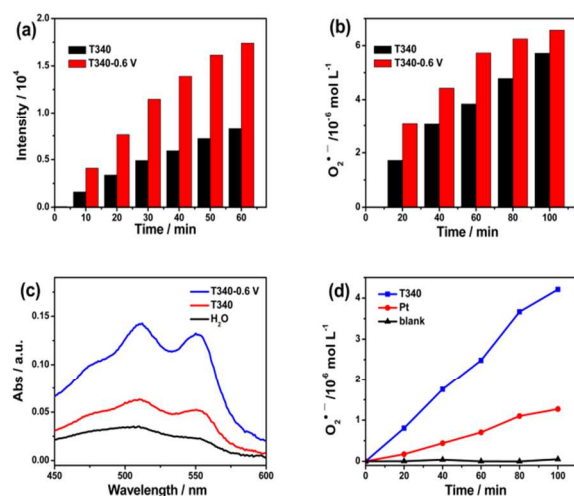 (a)
T340
T340-0.6 V
Intensity / 10⁴
2.0
1.5
1.0
0.5
0.0
0 10 20 30 40 50 60
Time / min
(b)
T340
T340-0.6 V
O₂•⁻ /10⁻⁶ mol L⁻¹
6
4
2
0
0 20 40 60 80 100
Time / min
(c)
T340-0.6 V
T340
H₂O
Abs / a.u.
0.15
0.10
0.05
0.00
450 500 550 600
Wavelength / nm
(d)
T340
Pt
blank
O₂•⁻ /10⁻⁶ mol L⁻¹
4
3
2
1
0
0 20 40 60 80 100
Time / min